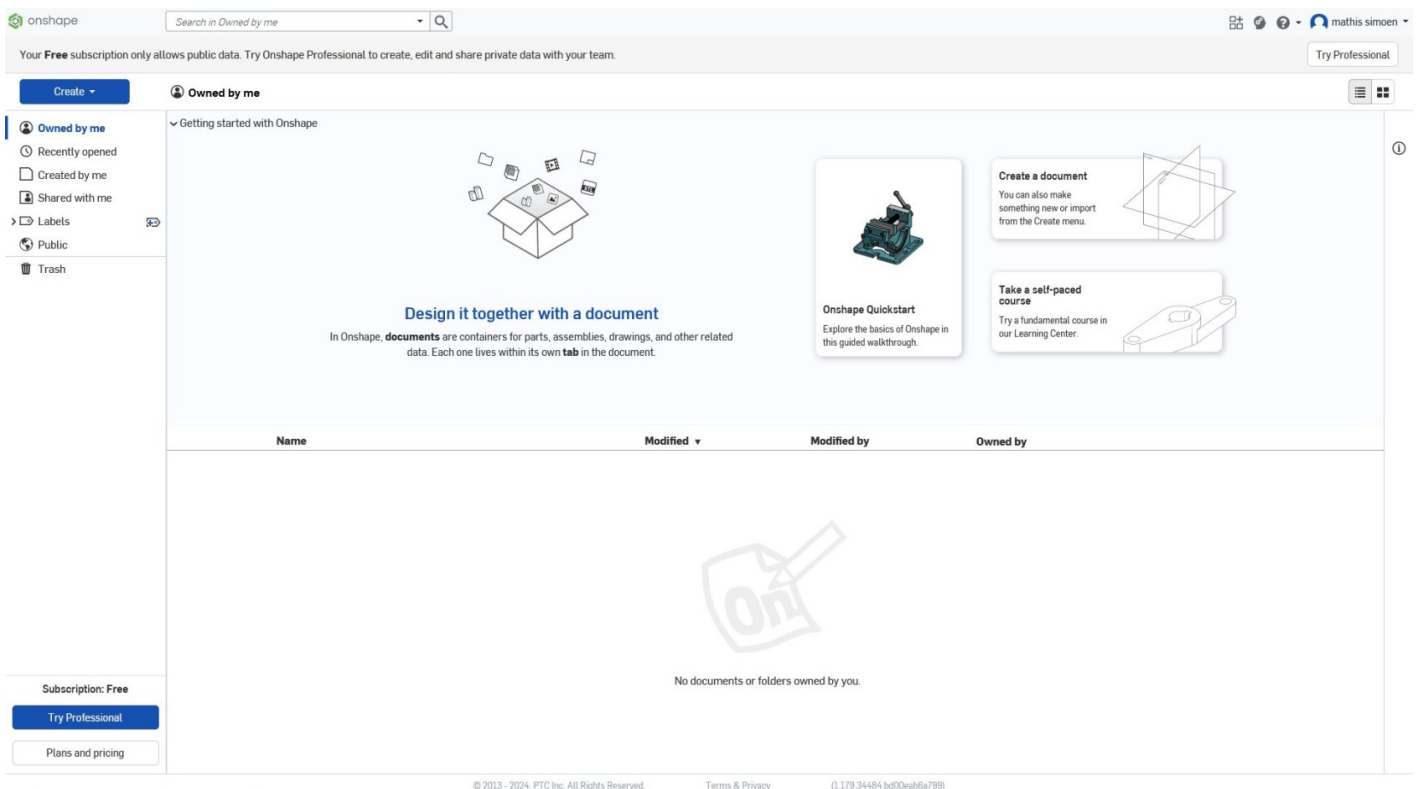 onshape
Search in Owned by me
mathis simoen
Your Free subscription only allows public data. Try Onshape Professional to create, edit and share private data with your team.
Try Professional
Create
Owned by me
Owned by me
Recently opened
Created by me
Shared with me
Labels
Public
Trash
Getting started with Onshape
Design it together with a document
In Onshape, documents are containers for parts, assemblies, drawings, and other related
data. Each one lives within its own tab in the document.
Onshape Quickstart
Explore the basics of Onshape in
this guided walkthrough.
Create a document
You can also make
something new or import
from the Create menu.
Take a self-paced
course
Try a fundamental course in
our Learning Center.
Name
Modified
Modified by
Owned by
On
No documents or folders owned by you.
Subscription: Free
Try Professional
Plans and pricing
© 2013 - 2024, PTC Inc. All Rights Reserved.
Terms & Privacy
(1.179.34484.bd00eab6a799)